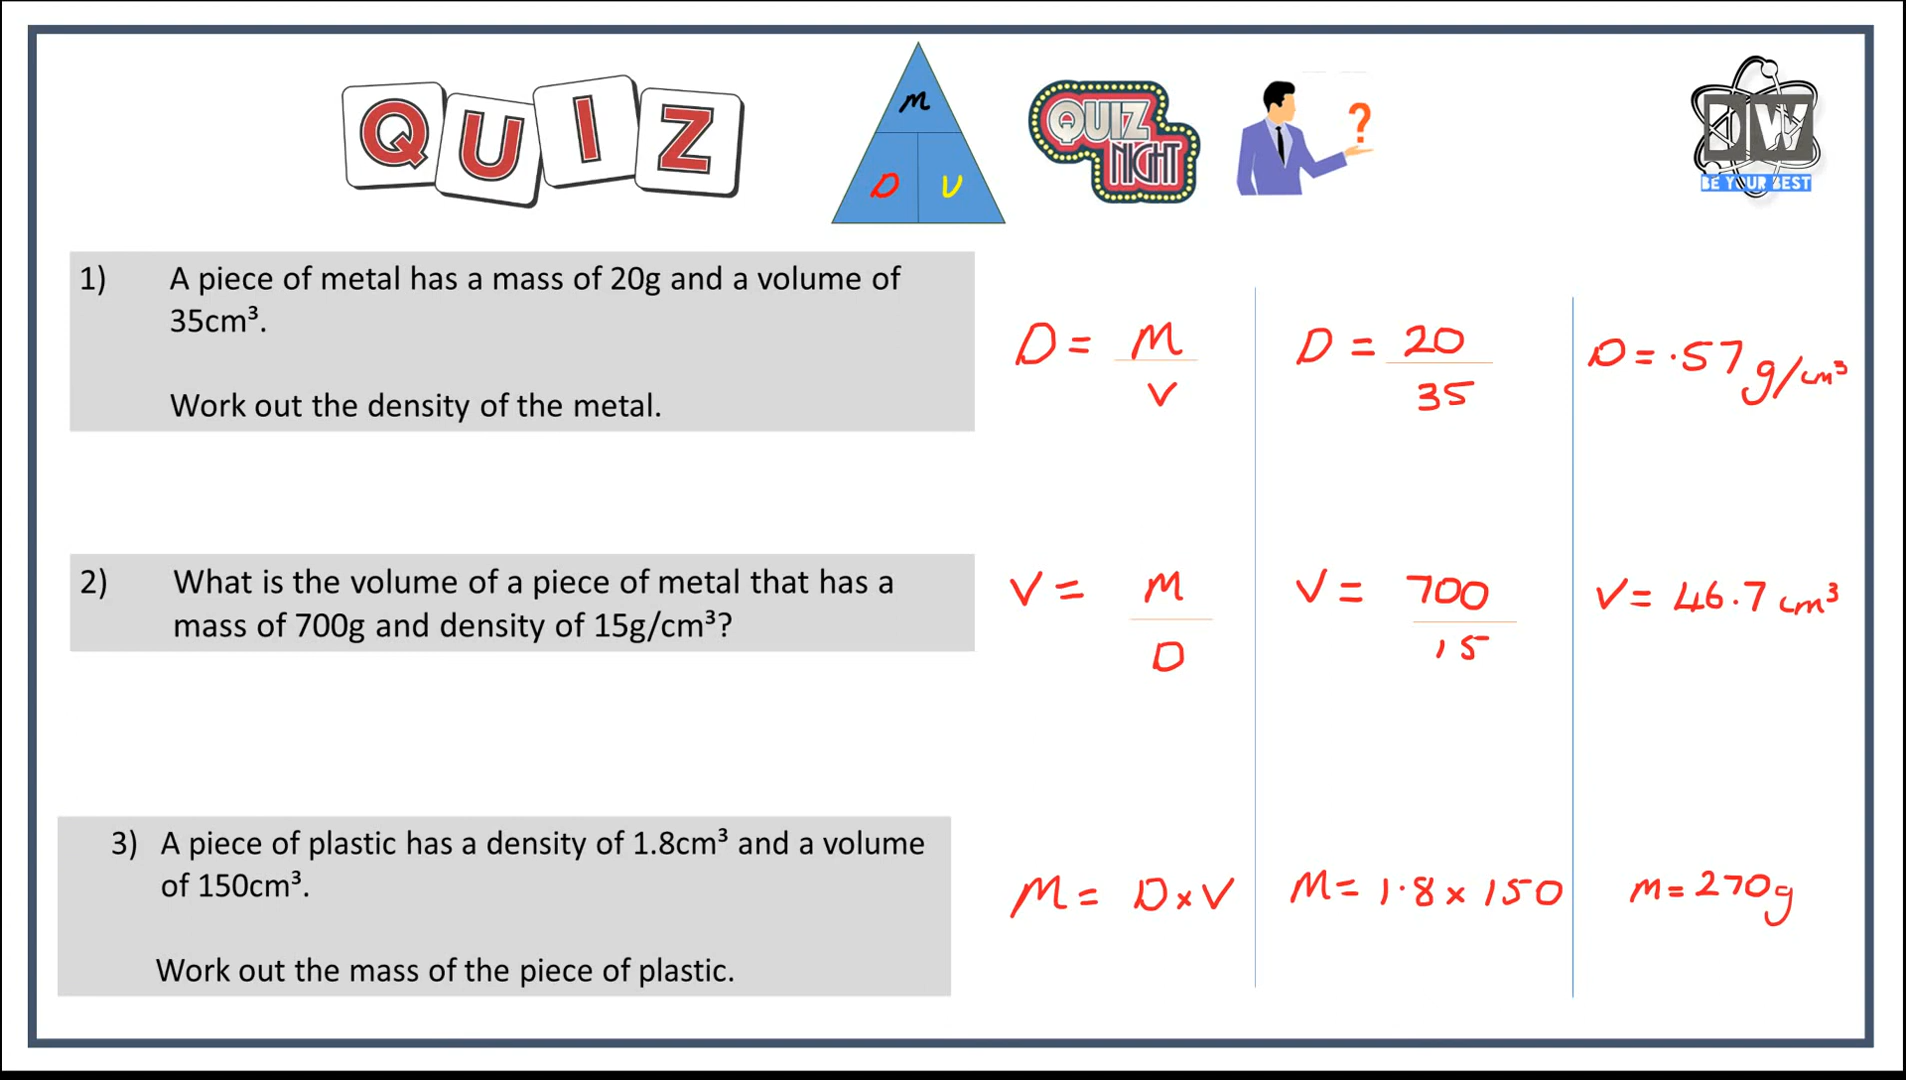 QUIZ
M
D V
QUIZ
NIGHT
?
DW
BE YOUR BEST
1) A piece of metal has a mass of 20g and a volume of
35cm³.
Work out the density of the metal.
D = M
V
D = 20
35
D = .57 g/cm³
2) What is the volume of a piece of metal that has a
mass of 700g and density of 15g/cm³?
V = M
D
V = 700
15
V = 46.7 cm³
3) A piece of plastic has a density of 1.8cm³ and a volume
of 150cm³.
Work out the mass of the piece of plastic.
M = D x V
M = 1.8 x 150
m = 270g